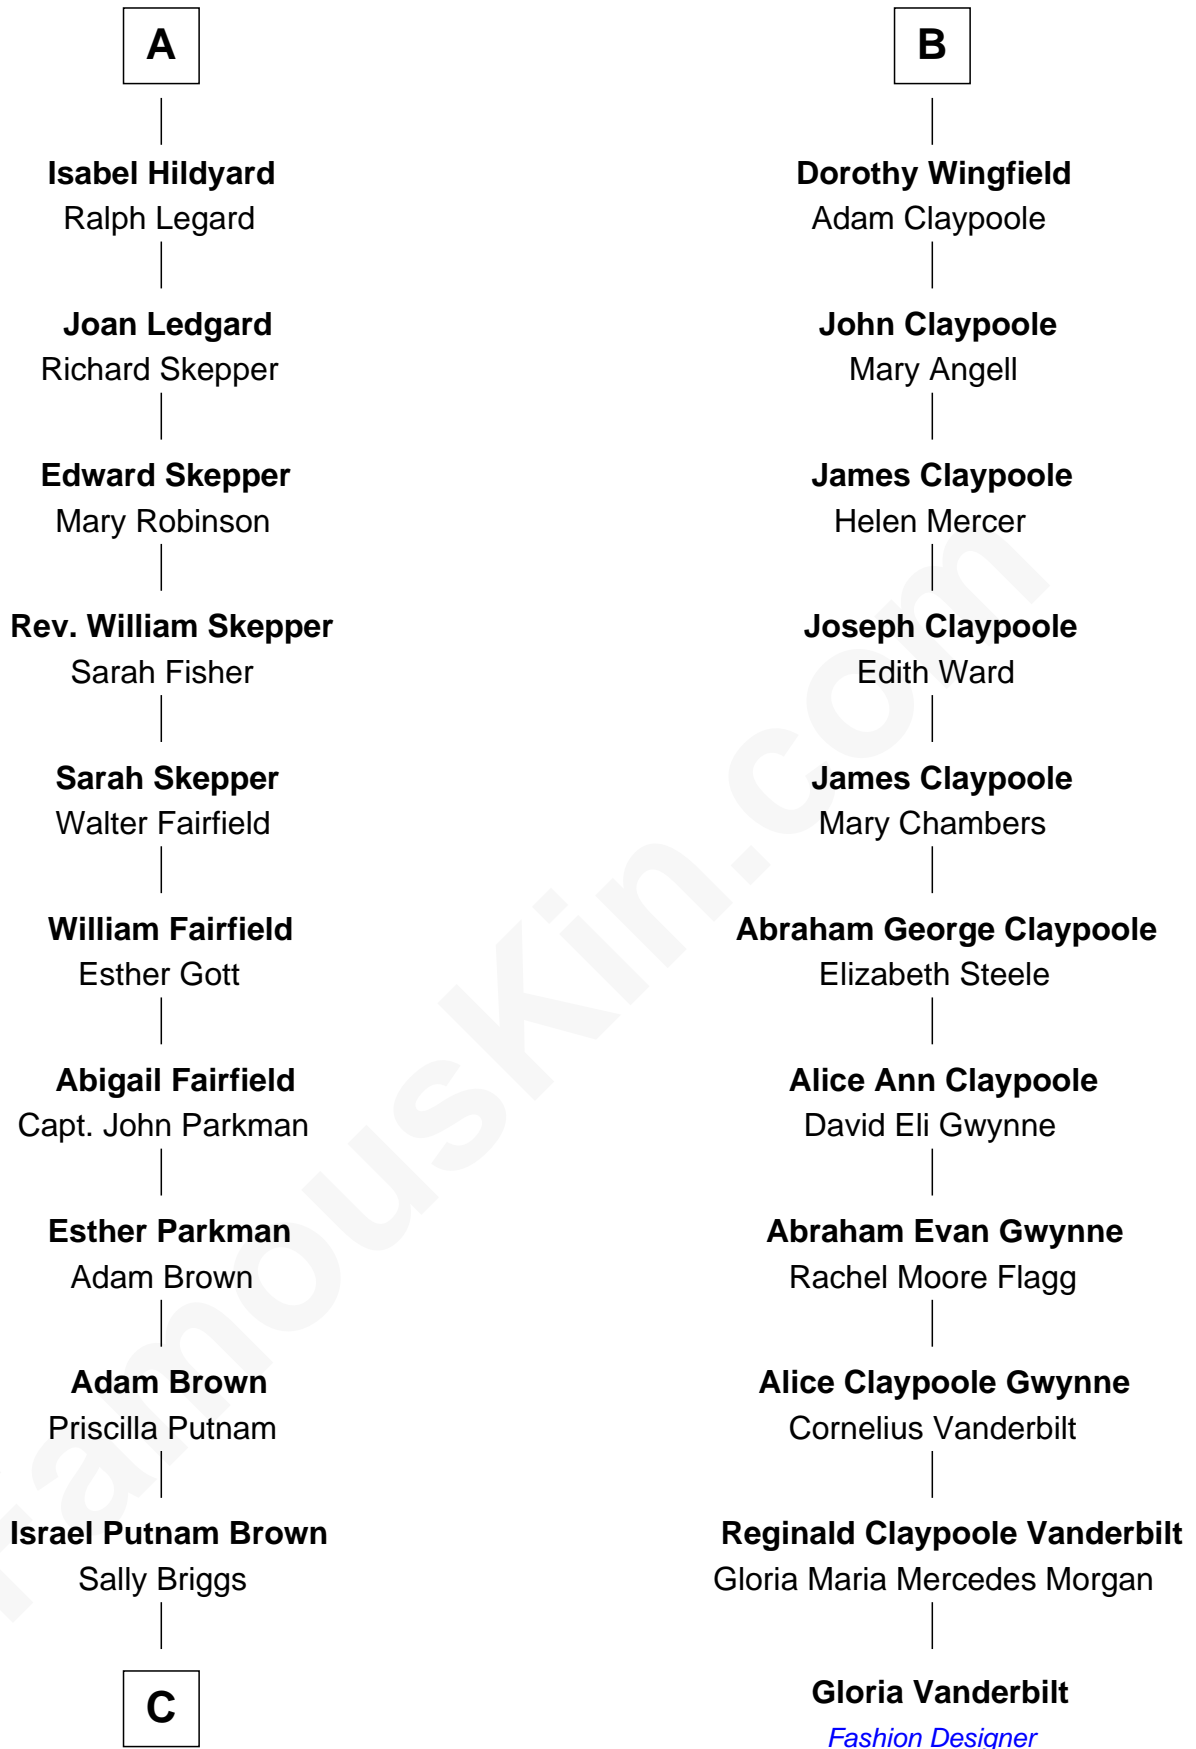 A
Isabel Hildyard
Ralph Legard
Joan Ledgard
Richard Skepper
Edward Skepper
Mary Robinson
Rev. William Skepper
Sarah Fisher
Sarah Skepper
Walter Fairfield
William Fairfield
Esther Gott
Abigail Fairfield
Capt. John Parkman
Esther Parkman
Adam Brown
Adam Brown
Priscilla Putnam
Israel Putnam Brown
Sally Briggs
C
B
Dorothy Wingfield
Adam Claypoole
John Claypoole
Mary Angell
James Claypoole
Helen Mercer
Joseph Claypoole
Edith Ward
James Claypoole
Mary Chambers
Abraham George Claypoole
Elizabeth Steele
Alice Ann Claypoole
David Eli Gwynne
Abraham Evan Gwynne
Rachel Moore Flagg
Alice Claypoole Gwynne
Cornelius Vanderbilt
Reginald Claypoole Vanderbilt
Gloria Maria Mercedes Morgan
Gloria Vanderbilt
Fashion Designer
FamousKin.com